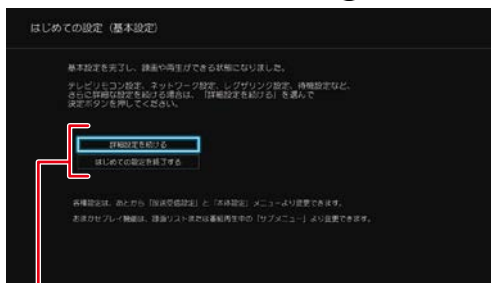 はじめての設定（基本設定）
基本設定を完了し、録画や再生ができる状態になりました。
テレビリモコン設定、ネットワーク設定、レグザリンク設定、待機設定など、
さらに詳細な設定を続ける場合は、「詳細設定を続ける」を選んで
決定ボタンを押してください。
詳細設定を続ける
はじめての設定を終了する
各種設定は、あとから「放送受信設定」と「本体設定」メニューより変更できます。
おまかせプレイ機能は、録画リストまたは番組再生中の「サブメニュー」より変更できます。